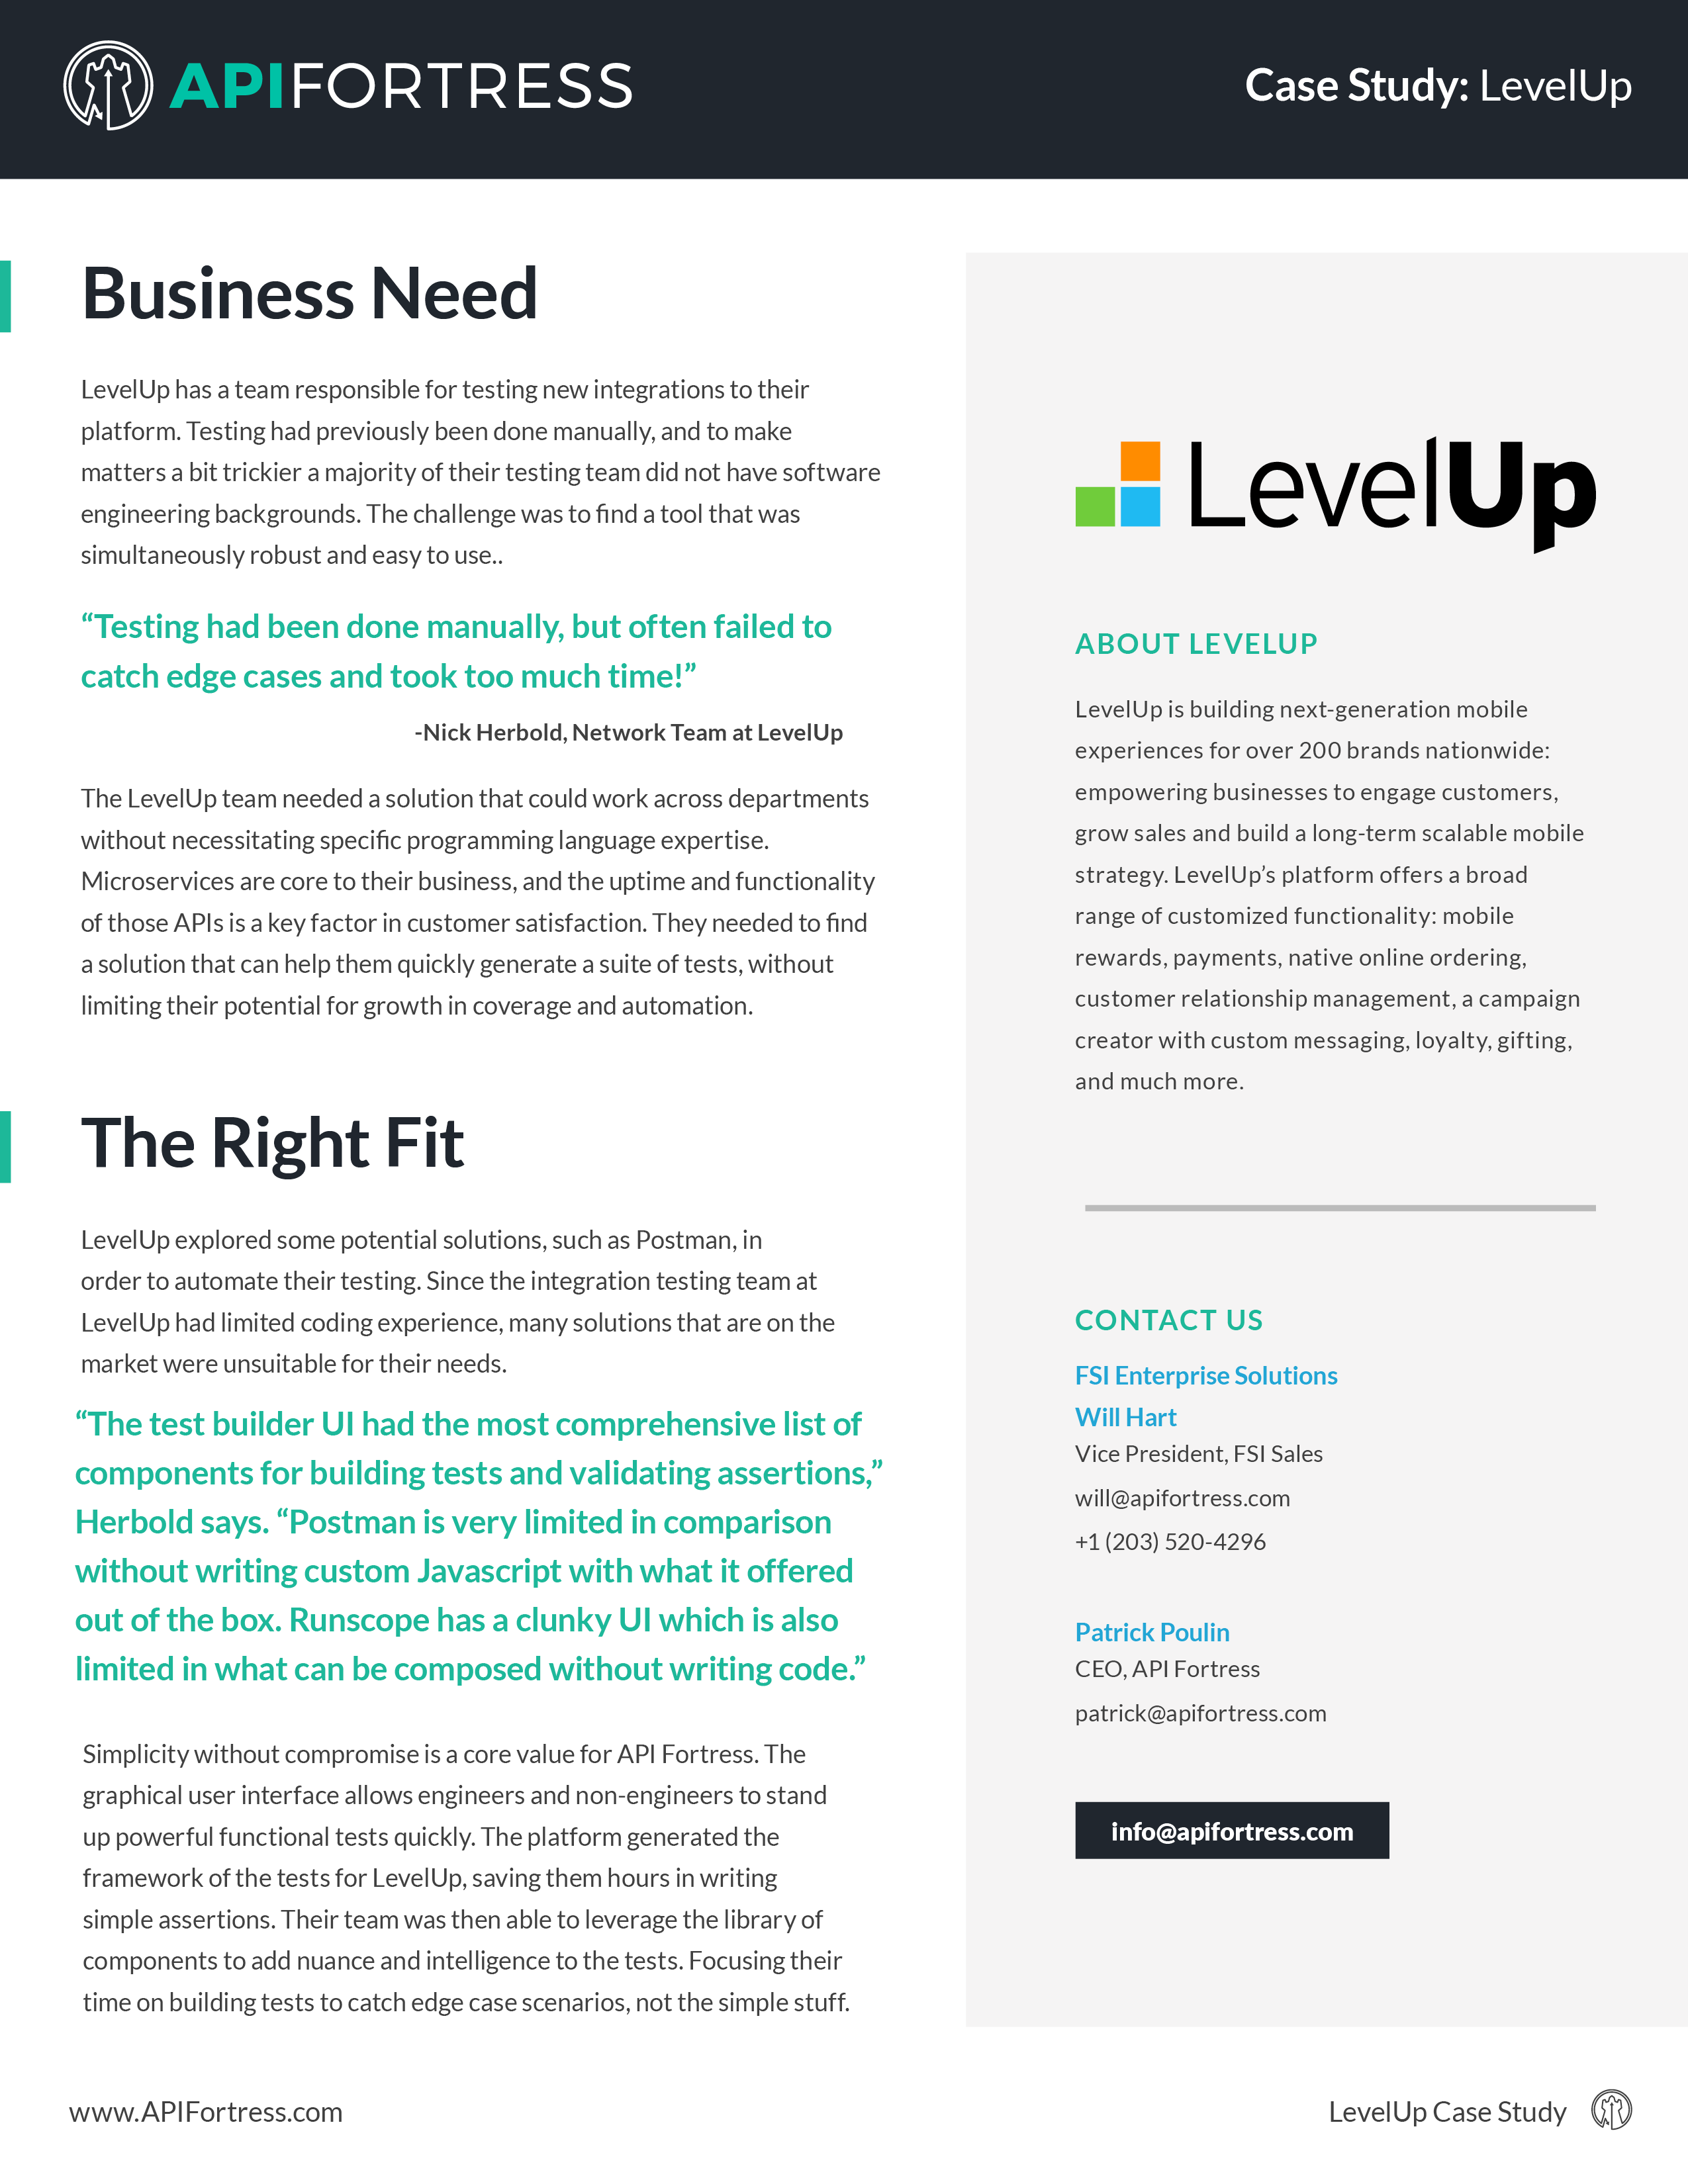 APIFORTRESS
Case Study: LevelUp
Business Need
LevelUp has a team responsible for testing new integrations to their
platform. Testing had previously been done manually, and to make
matters a bit trickier a majority of their testing team did not have software
engineering backgrounds. The challenge was to find a tool that was
simultaneously robust and easy to use..
“Testing had been done manually, but often failed to
catch edge cases and took too much time!”
-Nick Herbold, Network Team at LevelUp
The LevelUp team needed a solution that could work across departments
without necessitating specific programming language expertise.
Microservices are core to their business, and the uptime and functionality
of those APIs is a key factor in customer satisfaction. They needed to find
a solution that can help them quickly generate a suite of tests, without
limiting their potential for growth in coverage and automation.
The Right Fit
LevelUp explored some potential solutions, such as Postman, in
order to automate their testing. Since the integration testing team at
LevelUp had limited coding experience, many solutions that are on the
market were unsuitable for their needs.
“The test builder UI had the most comprehensive list of
components for building tests and validating assertions,”
Herbold says. “Postman is very limited in comparison
without writing custom Javascript with what it offered
out of the box. Runscope has a clunky UI which is also
limited in what can be composed without writing code.”
Simplicity without compromise is a core value for API Fortress. The
graphical user interface allows engineers and non-engineers to stand
up powerful functional tests quickly. The platform generated the
framework of the tests for LevelUp, saving them hours in writing
simple assertions. Their team was then able to leverage the library of
components to add nuance and intelligence to the tests. Focusing their
time on building tests to catch edge case scenarios, not the simple stuff.
LevelUp
ABOUT LEVELUP
LevelUp is building next-generation mobile
experiences for over 200 brands nationwide:
empowering businesses to engage customers,
grow sales and build a long-term scalable mobile
strategy. LevelUp’s platform offers a broad
range of customized functionality: mobile
rewards, payments, native online ordering,
customer relationship management, a campaign
creator with custom messaging, loyalty, gifting,
and much more.
CONTACT US
FSI Enterprise Solutions
Will Hart
Vice President, FSI Sales
will@apifortress.com
+1 (203) 520-4296
Patrick Poulin
CEO, API Fortress
patrick@apifortress.com
info@apifortress.com
www.APIFortress.com
LevelUp Case Study